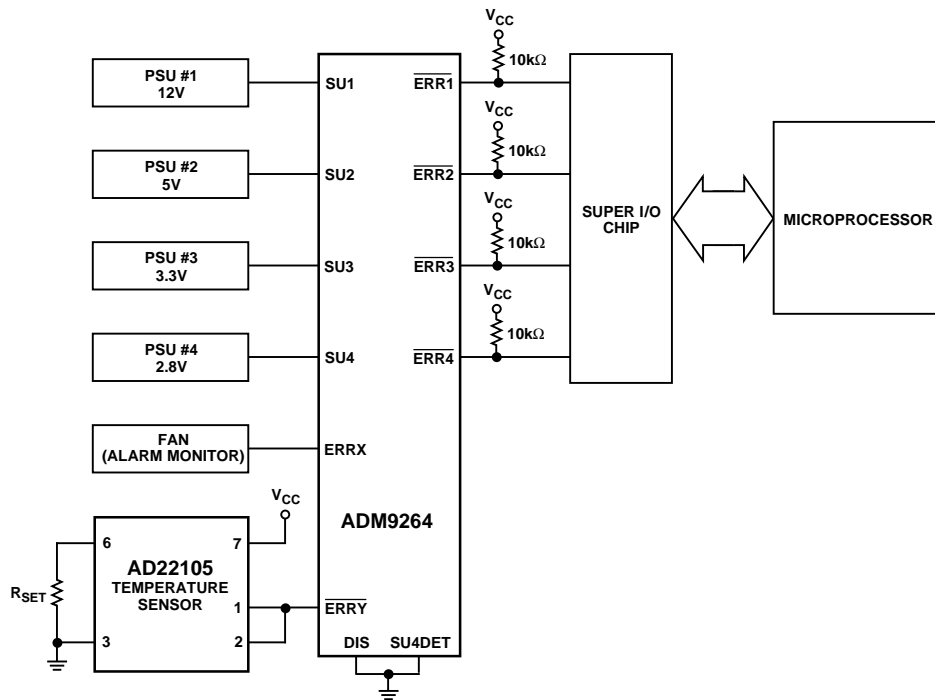 PSU #1
12V
PSU #2
5V
PSU #3
3.3V
PSU #4
2.8V
FAN
(ALARM MONITOR)
VCC
6
7
AD22105
TEMPERATURE
SENSOR
RSET
1
3
2
SU1
SU2
SU3
SU4
ERRX
ADM9264
ERRY
DIS
SU4DET
ERR1
ERR2
ERR3
ERR4
VCC
10kΩ
VCC
10kΩ
VCC
10kΩ
VCC
10kΩ
SUPER I/O
CHIP
MICROPROCESSOR